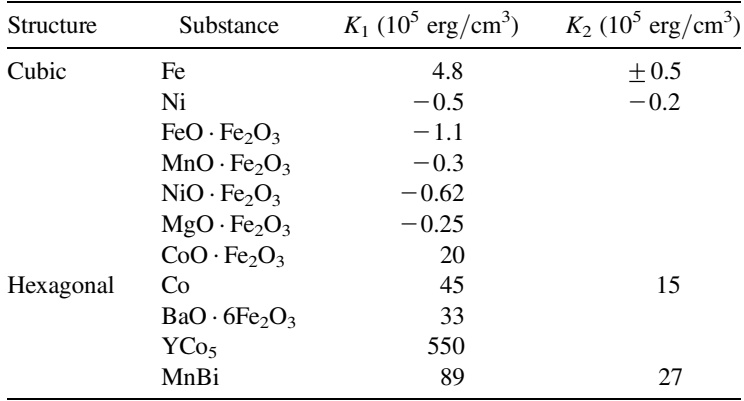 Structure Substance K₁ (10⁵ erg/cm³) K₂ (10⁵ erg/cm³)
Cubic Fe 4.8 ±0.5
Ni −0.5 −0.2
FeO · Fe₂O₃ −1.1
MnO · Fe₂O₃ −0.3
NiO · Fe₂O₃ −0.62
MgO · Fe₂O₃ −0.25
CoO · Fe₂O₃ 20
Hexagonal Co 45 15
BaO · 6Fe₂O₃ 33
YCo₅ 550
MnBi 89 27